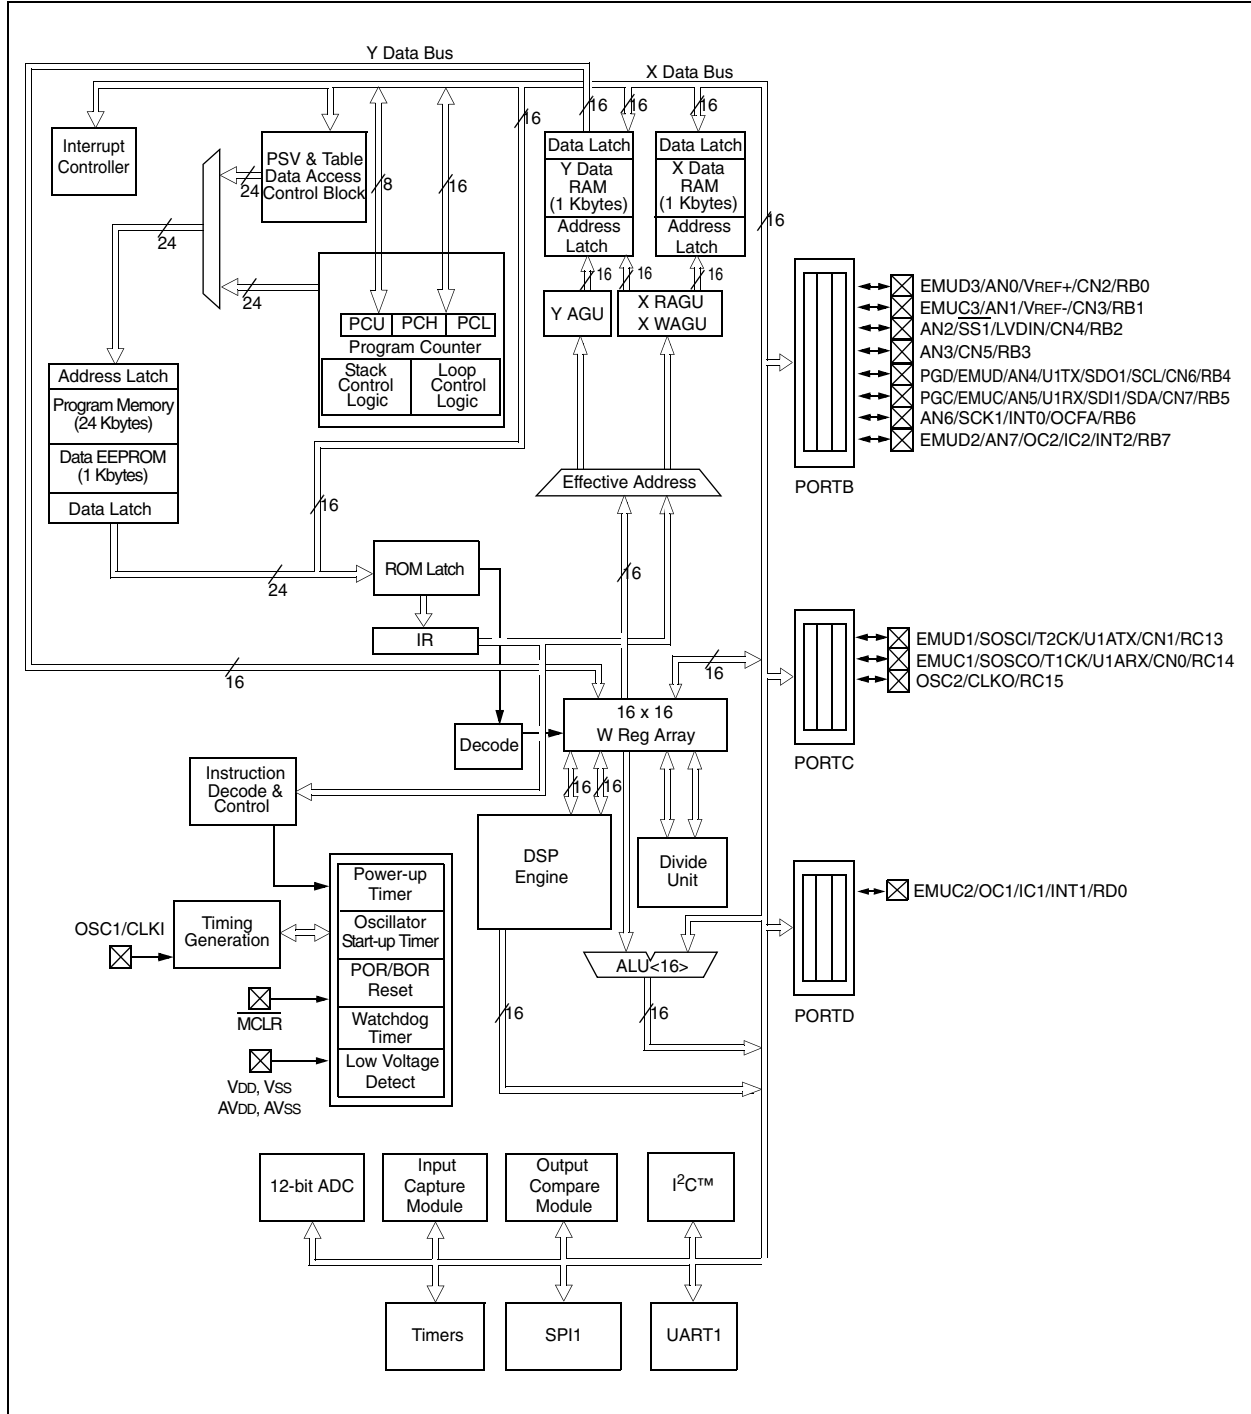 Y Data Bus
X Data Bus
16
16
16
16
16
Interrupt
Controller
PSV & Table
Data Access
Control Block
24
24
24
8
16
Data Latch
Y Data
RAM
(1 Kbytes)
Address
Latch
Data Latch
X Data
RAM
(1 Kbytes)
Address
Latch
16
16
16
Y AGU
X RAGU
X WAGU
PCU PCH PCL
Program Counter
Stack
Control
Logic
Loop
Control
Logic
Address Latch
Program Memory
(24 Kbytes)
Data EEPROM
(1 Kbytes)
Data Latch
16
24
Effective Address
16
ROM Latch
IR
16
16
Decode
16 x 16
W Reg Array
Instruction
Decode &
Control
16
16
DSP
Engine
Divide
Unit
Power-up
Timer
Oscillator
Start-up Timer
POR/BOR
Reset
Watchdog
Timer
Low Voltage
Detect
OSC1/CLKI
Timing
Generation
MCLR
VDD, VSS
AVDD, AVSS
ALU<16>
16
16
EMUD3/AN0/VREF+/CN2/RB0
EMUC3/AN1/VREF-/CN3/RB1
AN2/SS1/LVDIN/CN4/RB2
AN3/CN5/RB3
PGD/EMUD/AN4/U1TX/SDO1/SCL/CN6/RB4
PGC/EMUC/AN5/U1RX/SDI1/SDA/CN7/RB5
AN6/SCK1/INT0/OCFA/RB6
EMUD2/AN7/OC2/IC2/INT2/RB7
PORTB
EMUD1/SOSCI/T2CK/U1ATX/CN1/RC13
EMUC1/SOSCO/T1CK/U1ARX/CN0/RC14
OSC2/CLKO/RC15
PORTC
EMUC2/OC1/IC1/INT1/RD0
PORTD
12-bit ADC
Input
Capture
Module
Output
Compare
Module
I²C™
Timers
SPI1
UART1